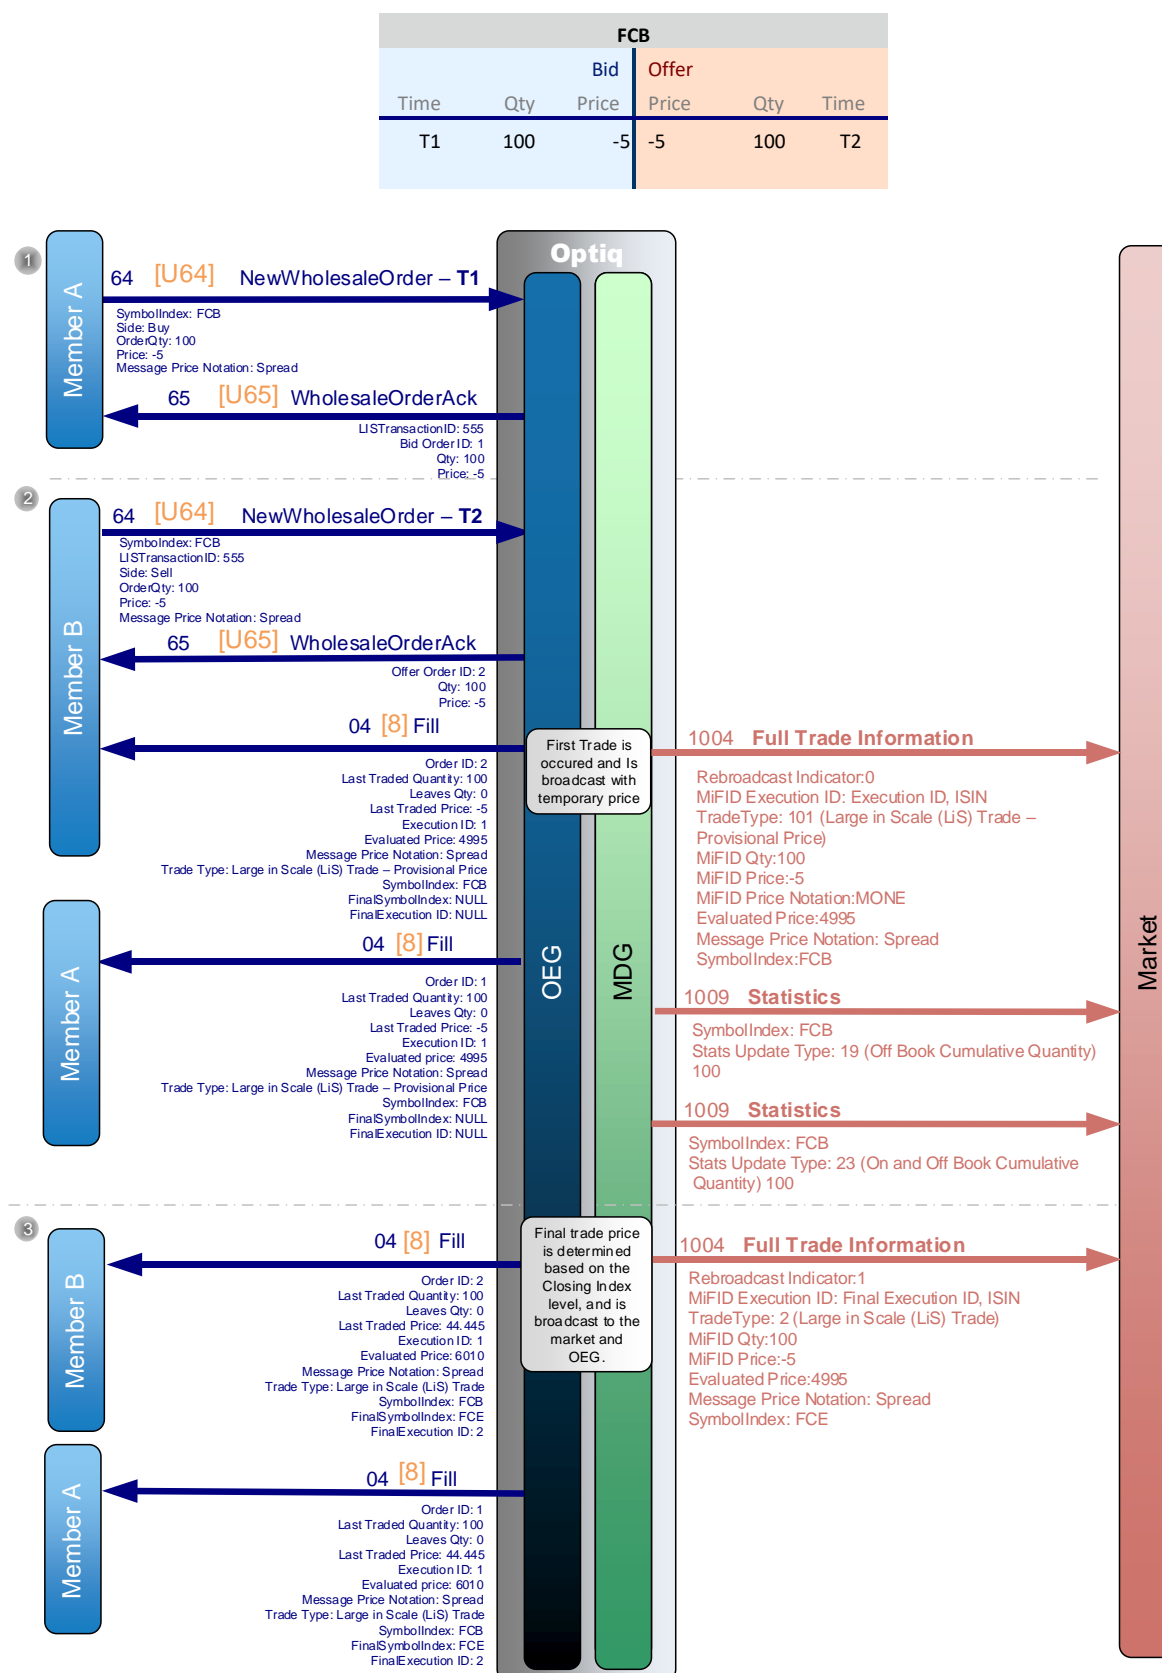 FCB
Bid Offer
Time Qty Price Price Qty Time
T1 100 -5 -5 100 T2
Optiq
OEG
MDG
Market
1
Member A
64 [U64] NewWholesaleOrder – T1
SymbolIndex: FCB
Side: Buy
OrderQty: 100
Price: -5
Message Price Notation: Spread
65 [U65] WholesaleOrderAck
LISTransactionID: 555
Bid Order ID: 1
Qty: 100
Price: -5
2
Member B
64 [U64] NewWholesaleOrder – T2
SymbolIndex: FCB
LISTransactionID: 555
Side: Sell
OrderQty: 100
Price: -5
Message Price Notation: Spread
65 [U65] WholesaleOrderAck
Offer Order ID: 2
Qty: 100
Price: -5
04 [8] Fill
Order ID: 2
Last Traded Quantity: 100
Leaves Qty: 0
Last Traded Price: -5
Execution ID: 1
Evaluated Price: 4995
Message Price Notation: Spread
Trade Type: Large in Scale (LiS) Trade – Provisional Price
SymbolIndex: FCB
FinalSymbolIndex: NULL
FinalExecution ID: NULL
First Trade is
occured and Is
broadcast with
temporary price
1004 Full Trade Information
Rebroadcast Indicator:0
MiFID Execution ID: Execution ID, ISIN
TradeType: 101 (Large in Scale (LiS) Trade –
Provisional Price)
MiFID Qty:100
MiFID Price:-5
MiFID Price Notation:MONE
Evaluated Price:4995
Message Price Notation: Spread
SymbolIndex:FCB
Member A
04 [8] Fill
Order ID: 1
Last Traded Quantity: 100
Leaves Qty: 0
Last Traded Price: -5
Execution ID: 1
Evaluated price: 4995
Message Price Notation: Spread
Trade Type: Large in Scale (LiS) Trade – Provisional Price
SymbolIndex: FCB
FinalSymbolIndex: NULL
FinalExecution ID: NULL
1009 Statistics
SymbolIndex: FCB
Stats Update Type: 19 (Off Book Cumulative Quantity)
100
1009 Statistics
SymbolIndex: FCB
Stats Update Type: 23 (On and Off Book Cumulative
Quantity) 100
3
Member B
04 [8] Fill
Order ID: 2
Last Traded Quantity: 100
Leaves Qty: 0
Last Traded Price: 44.445
Execution ID: 1
Evaluated Price: 6010
Message Price Notation: Spread
Trade Type: Large in Scale (LiS) Trade
SymbolIndex: FCB
FinalSymbolIndex: FCE
FinalExecution ID: 2
Final trade price
is determined
based on the
Closing Index
level, and is
broadcast to the
market and
OEG.
1004 Full Trade Information
Rebroadcast Indicator:1
MiFID Execution ID: Final Execution ID, ISIN
TradeType: 2 (Large in Scale (LiS) Trade)
MiFID Qty:100
MiFID Price:-5
Evaluated Price:4995
Message Price Notation: Spread
SymbolIndex: FCE
Member A
04 [8] Fill
Order ID: 1
Last Traded Quantity: 100
Leaves Qty: 0
Last Traded Price: 44.445
Execution ID: 1
Evaluated price: 6010
Message Price Notation: Spread
Trade Type: Large in Scale (LiS) Trade
SymbolIndex: FCB
FinalSymbolIndex: FCE
FinalExecution ID: 2